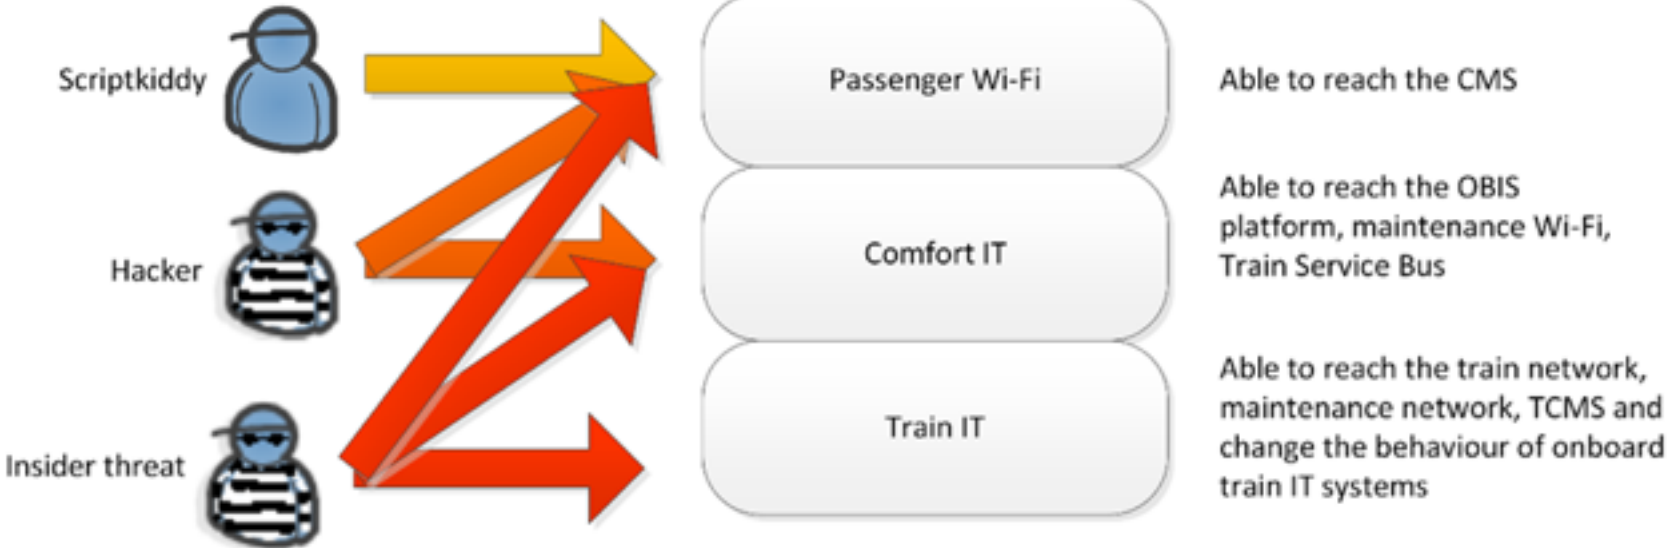 Scriptkiddy
Passenger Wi-Fi
Able to reach the CMS
Hacker
Comfort IT
Able to reach the OBIS
platform, maintenance Wi-Fi,
Train Service Bus
Insider threat
Train IT
Able to reach the train network,
maintenance network, TCMS and
change the behaviour of onboard
train IT systems